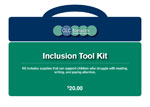 Inclusion Tool Kit
Kit includes supplies that can support children who struggle with reading,
writing, and paying attention.
$20.00